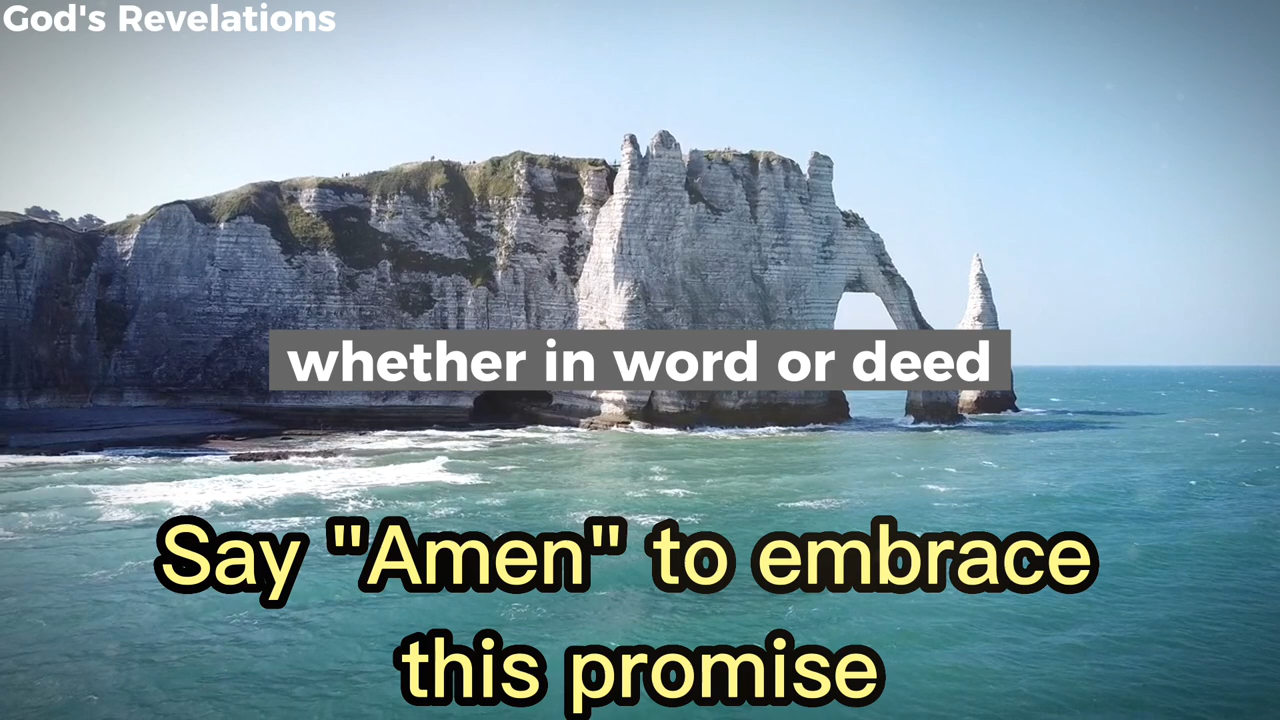 God's Revelations
whether in word or deed
Say "Amen" to embrace
this promise